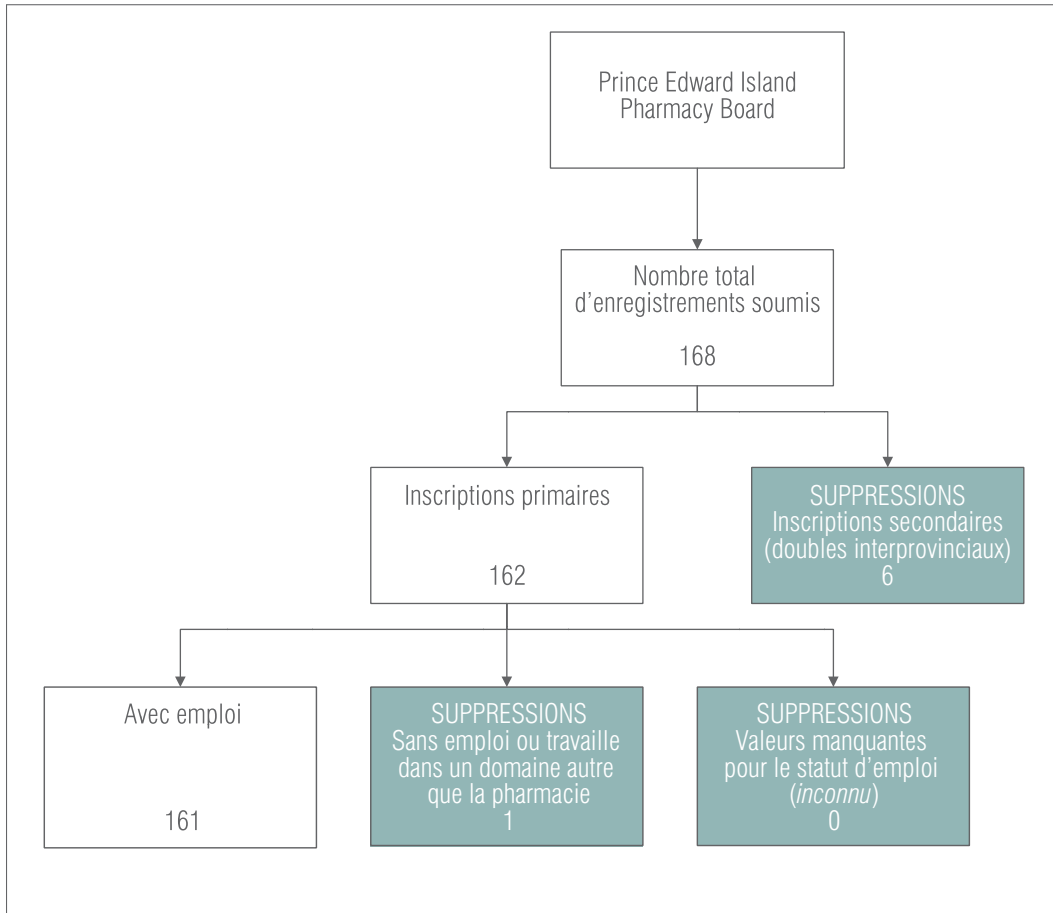 Prince Edward Island
Pharmacy Board
Nombre total
d’enregistrements soumis
168
Inscriptions primaires
162
SUPPRESSIONS
Inscriptions secondaires
(doubles interprovinciaux)
6
Avec emploi
161
SUPPRESSIONS
Sans emploi ou travaille
dans un domaine autre
que la pharmacie
1
SUPPRESSIONS
Valeurs manquantes
pour le statut d’emploi
(inconnu)
0